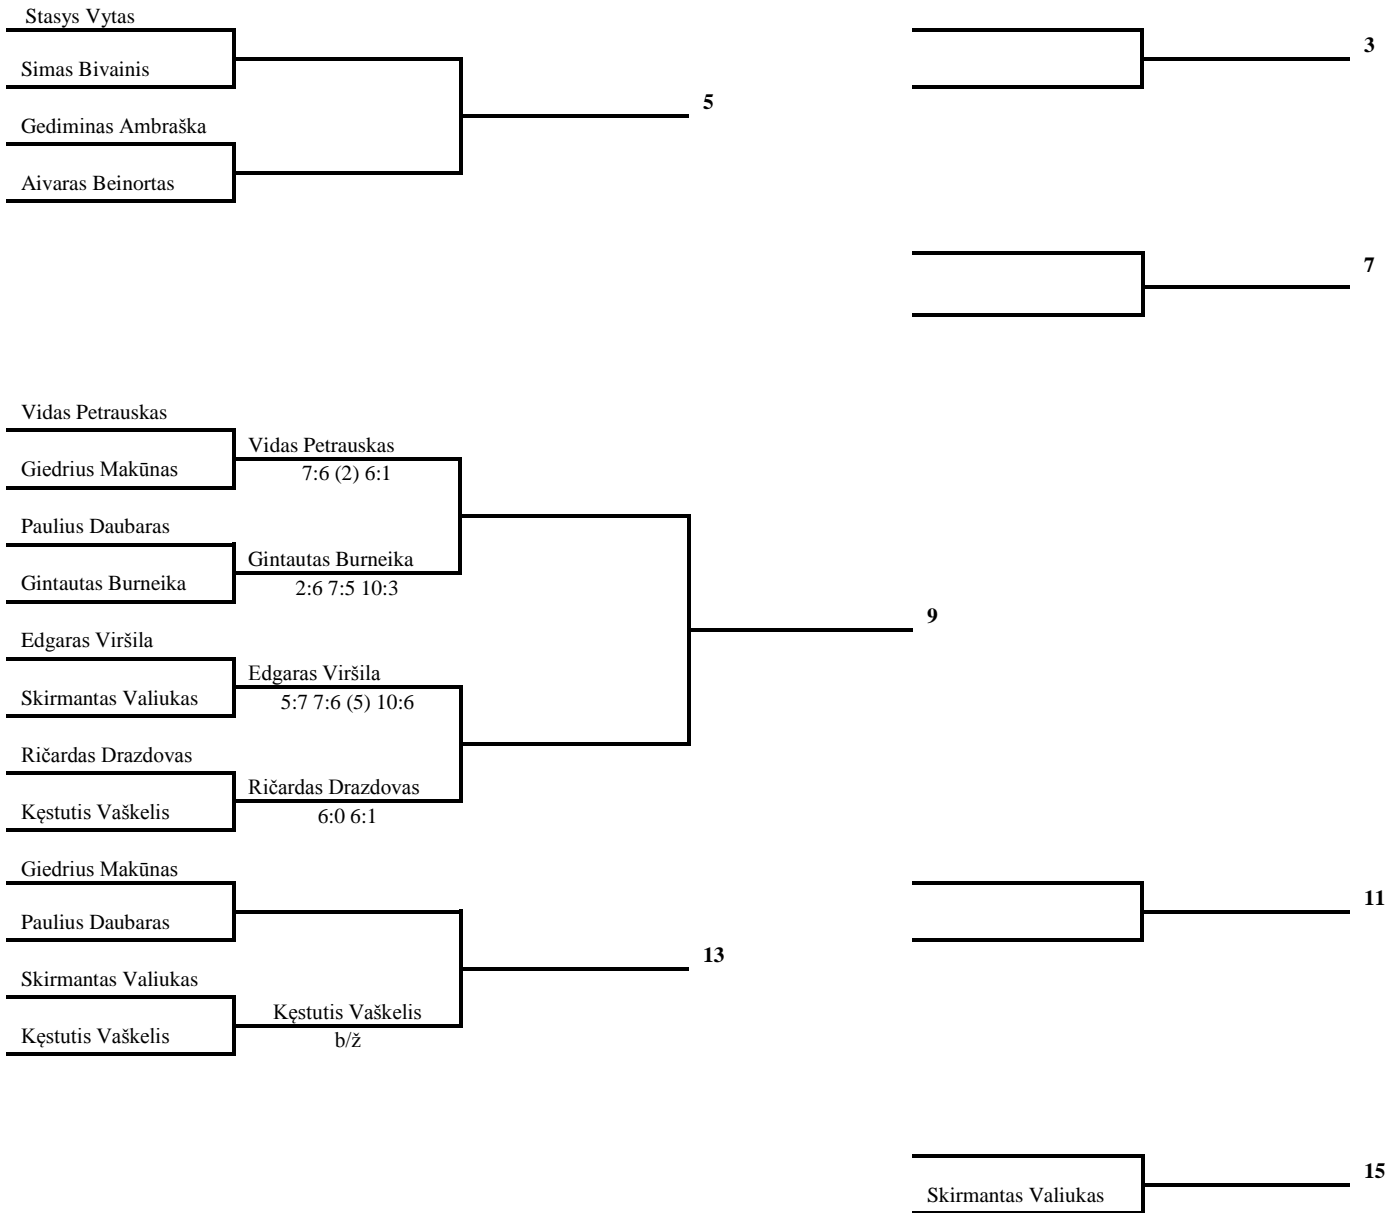 Stasys Vytas
Simas Bivainis
Gediminas Ambraška
Aivaras Beinortas
5
3
7
Vidas Petrauskas
Giedrius Makūnas
Paulius Daubaras
Gintautas Burneika
Edgaras Viršila
Skirmantas Valiukas
Ričardas Drazdovas
Kęstutis Vaškelis
Vidas Petrauskas
7:6 (2) 6:1
Gintautas Burneika
2:6 7:5 10:3
Edgaras Viršila
5:7 7:6 (5) 10:6
Ričardas Drazdovas
6:0 6:1
9
Giedrius Makūnas
Paulius Daubaras
Skirmantas Valiukas
Kęstutis Vaškelis
Kęstutis Vaškelis
b/ž
13
11
Skirmantas Valiukas
15